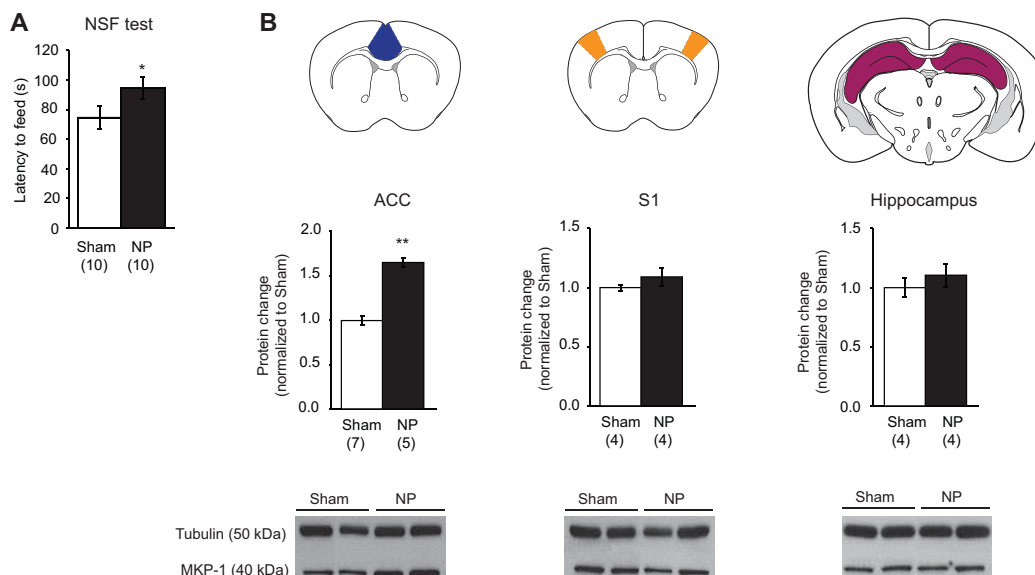 A
NSF test
Latency to feed (s)
120
100
80
60
40
20
0
*
Sham
(10)
NP
(10)
B
ACC
Protein change
(normalized to Sham)
2.0
1.5
1.0
0.0
**
Sham
(7)
NP
(5)
S1
Protein change
(normalized to Sham)
1.5
1.0
0.5
0.0
Sham
(4)
NP
(4)
Hippocampus
Protein change
(normalized to Sham)
1.5
1.0
0.5
0.0
Sham
(4)
NP
(4)
Sham NP
Sham NP
Sham NP
Tubulin (50 kDa)
MKP-1 (40 kDa)